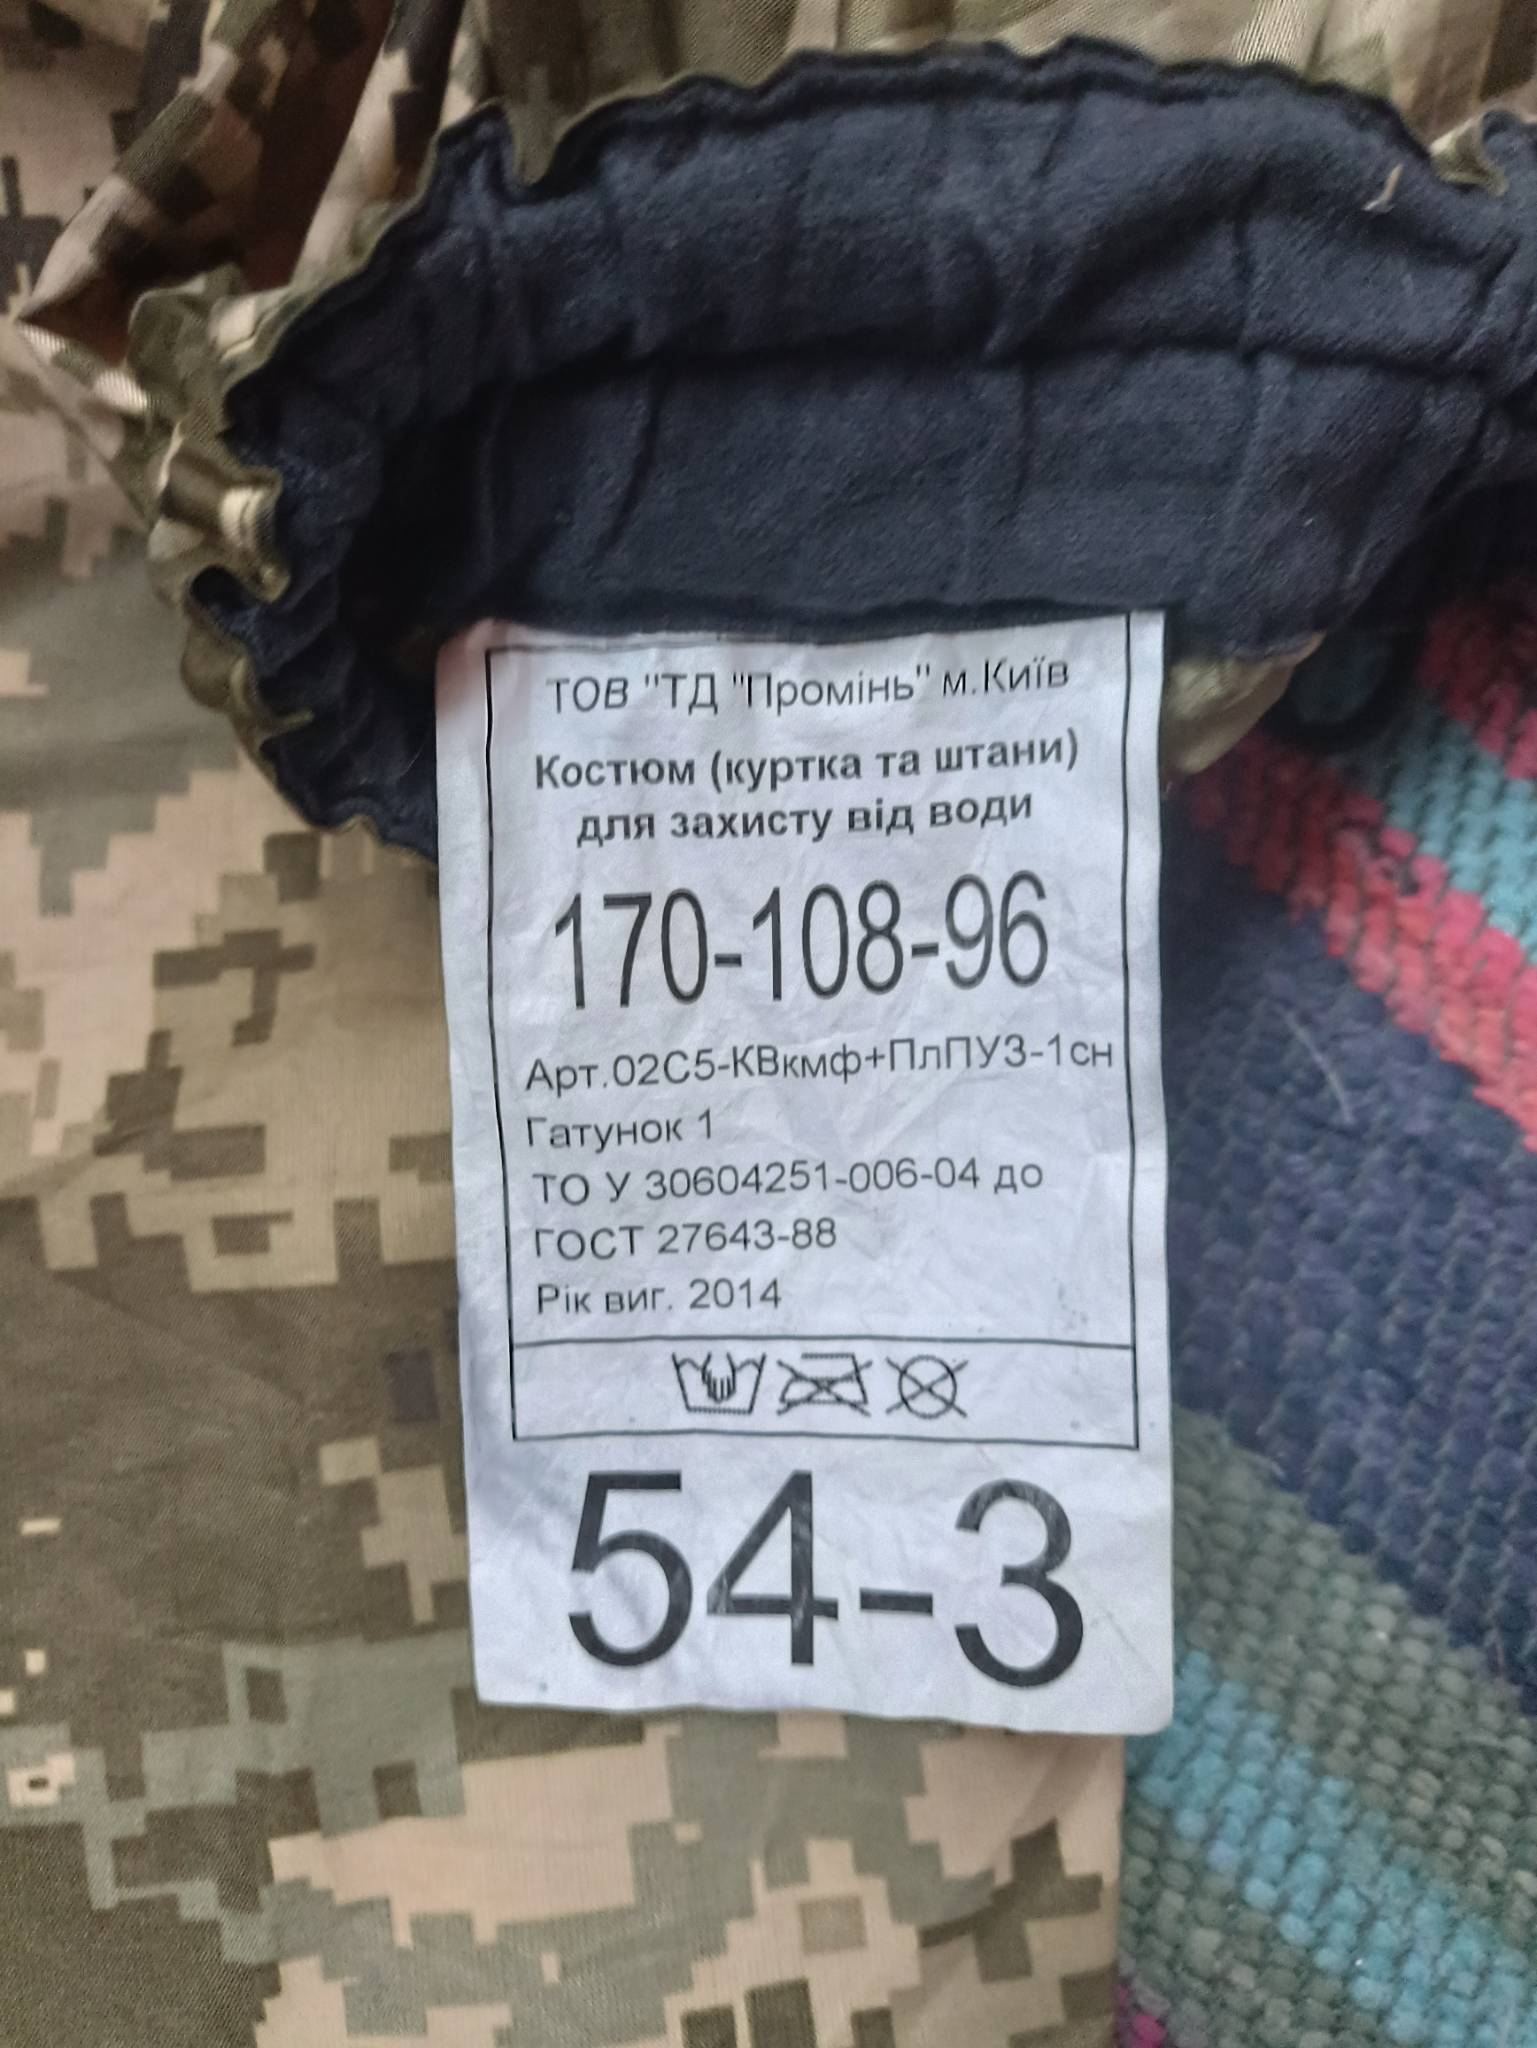 ТОВ "ТД "Промінь" м.Київ
Костюм (куртка та штани)
для захисту від води
170-108-96
Арт.02С5-КВкмф+ПлПУЗ-1сн
Гатунок 1
ТО У 30604251-006-04 до
ГОСТ 27643-88
Рік виг. 2014
54-3